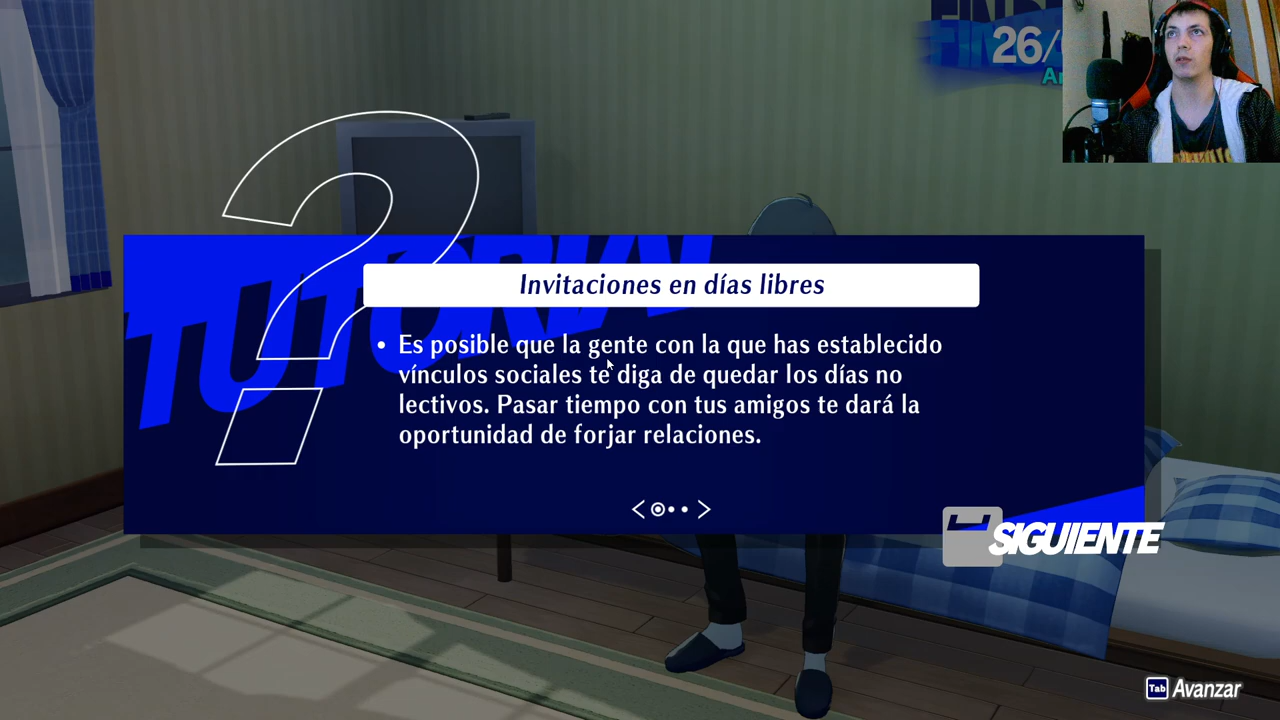 26/
TUTORIAL
Invitaciones en días libres
• Es posible que la gente con la que has establecido
vínculos sociales te diga de quedar los días no
lectivos. Pasar tiempo con tus amigos te dará la
oportunidad de forjar relaciones.
SIGUIENTE
Tab Avanzar